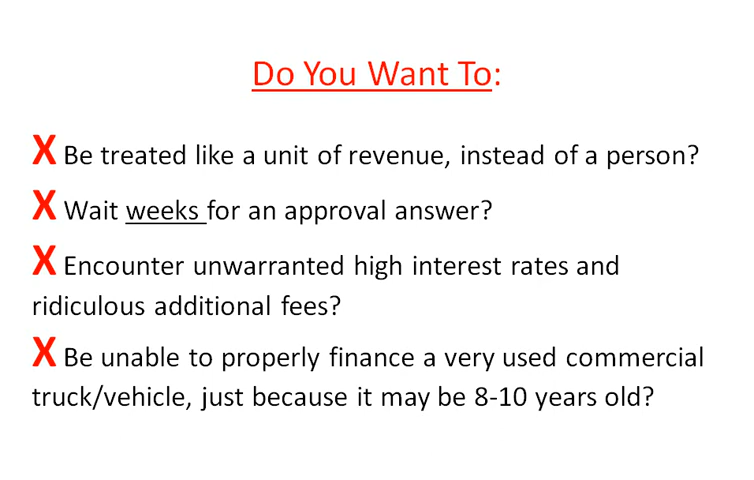 Do You Want To:
X Be treated like a unit of revenue, instead of a person?
X Wait weeks for an approval answer?
X Encounter unwarranted high interest rates and
ridiculous additional fees?
X Be unable to properly finance a very used commercial
truck/vehicle, just because it may be 8-10 years old?